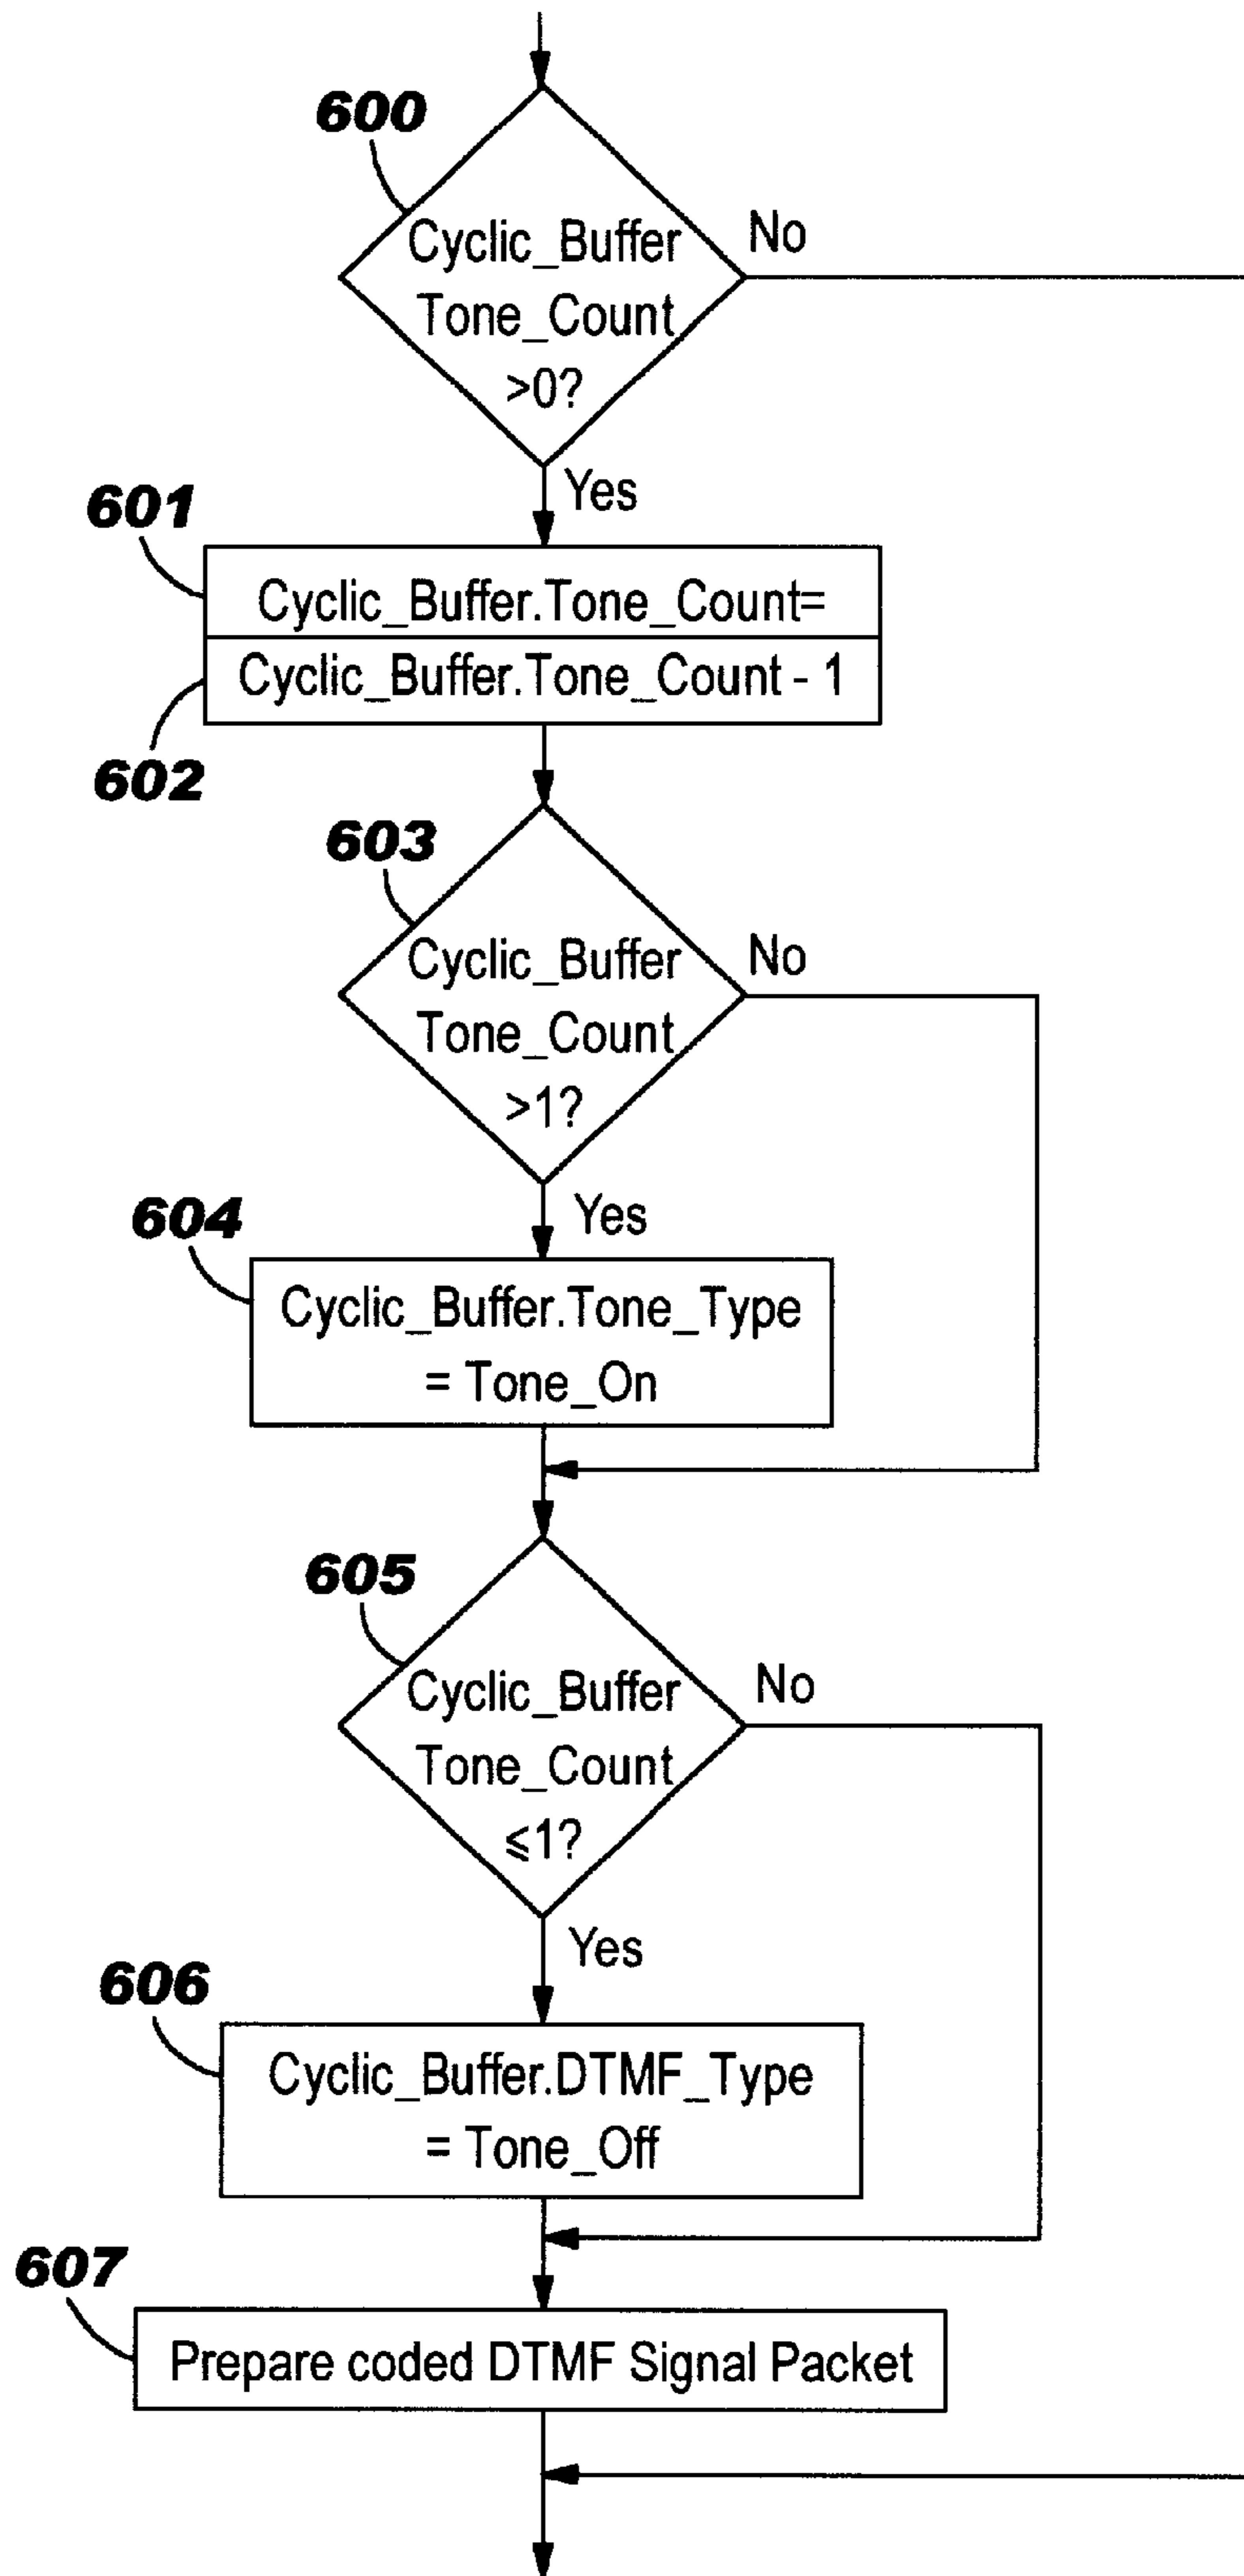 600
Cyclic_Buffer
Tone_Count
>0?
No
Yes
601
Cyclic_Buffer.Tone_Count=
Cyclic_Buffer.Tone_Count - 1
602
603
Cyclic_Buffer
Tone_Count
>1?
No
Yes
604
Cyclic_Buffer.Tone_Type
= Tone_On
605
Cyclic_Buffer
Tone_Count
⩽1?
No
Yes
606
Cyclic_Buffer.DTMF_Type
= Tone_Off
607
Prepare coded DTMF Signal Packet